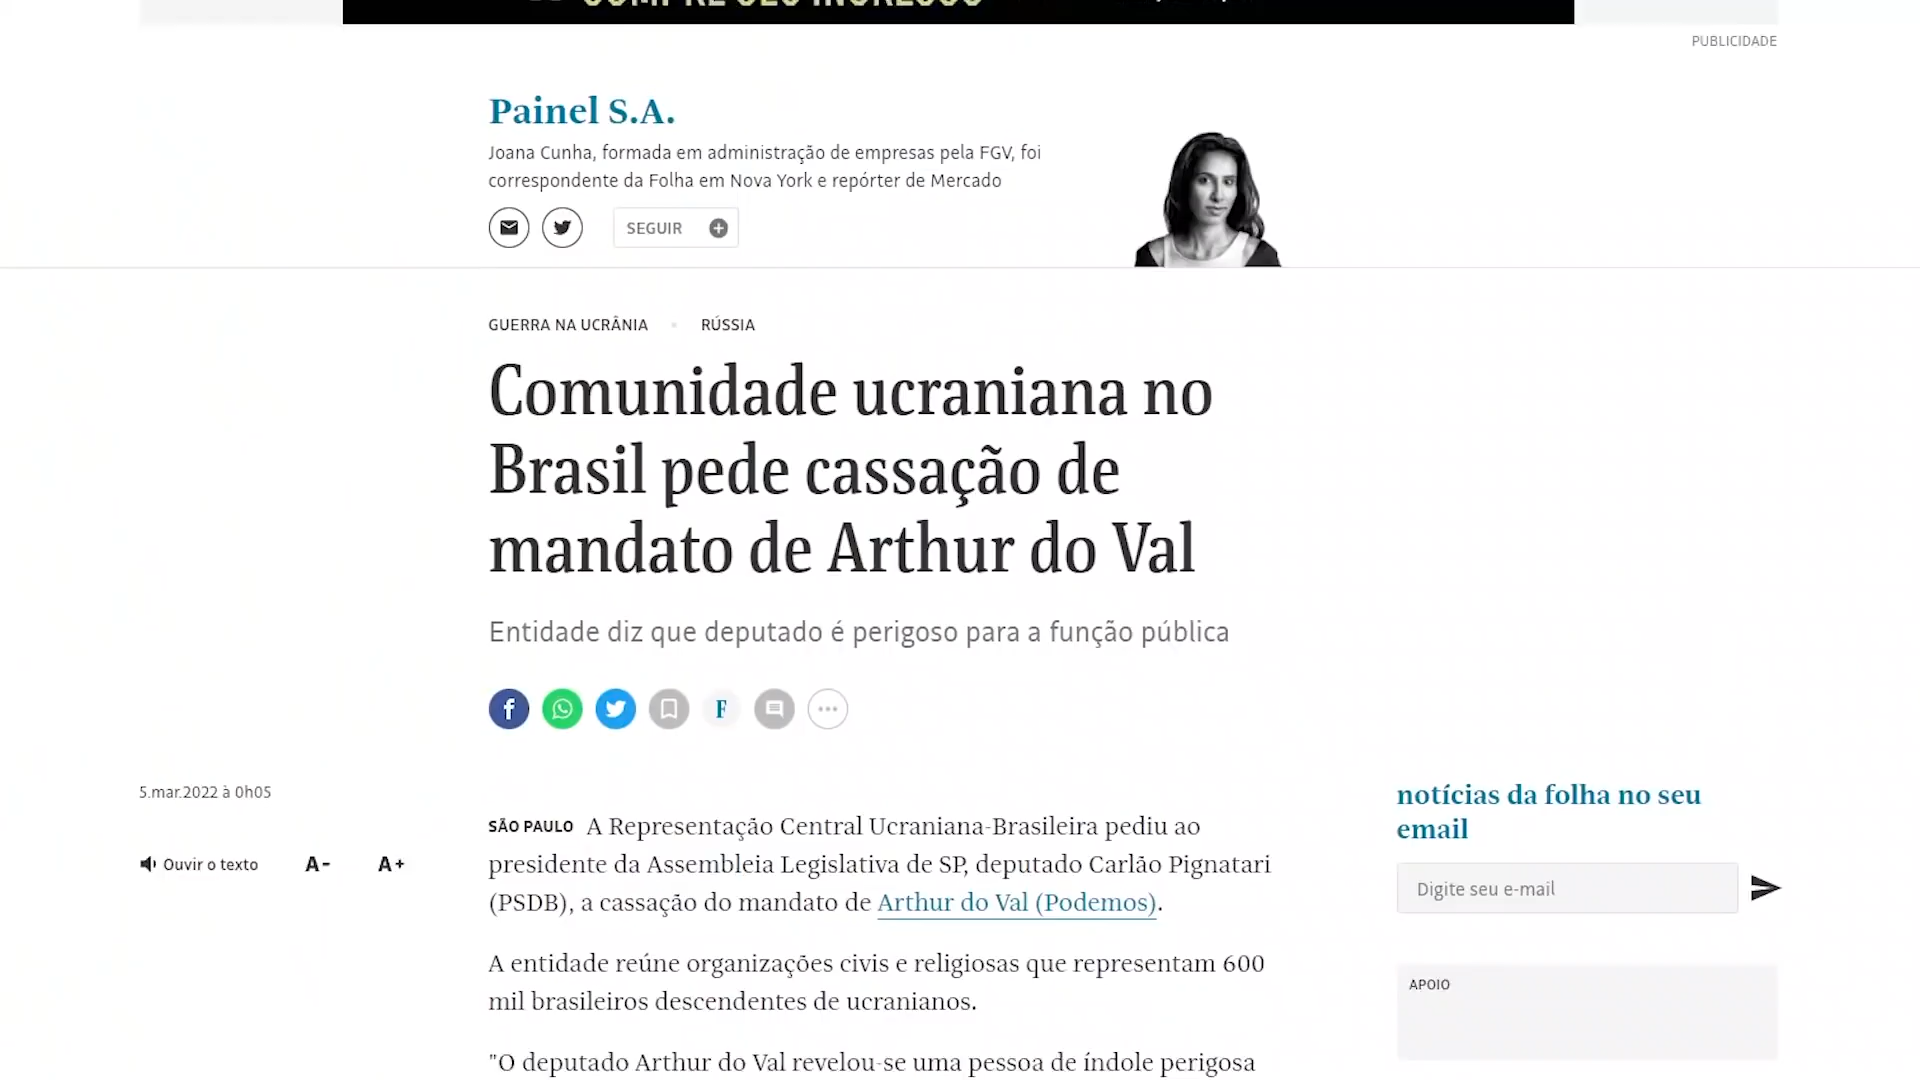 COMPRE SEU INGRESSO
PUBLICIDADE
Painel S.A.
Joana Cunha, formada em administração de empresas pela FGV, foi
correspondente da Folha em Nova York e repórter de Mercado
SEGUIR
GUERRA NA UCRÂNIA • RÚSSIA
Comunidade ucraniana no
Brasil pede cassação de
mandato de Arthur do Val
Entidade diz que deputado é perigoso para a função pública
F
5.mar.2022 à 0h05
Ouvir o texto A- A+
SÃO PAULO A Representação Central Ucraniana-Brasileira pediu ao
presidente da Assembleia Legislativa de SP, deputado Carlão Pignatari
(PSDB), a cassação do mandato de Arthur do Val (Podemos).
A entidade reúne organizações civis e religiosas que representam 600
mil brasileiros descendentes de ucranianos.
"O deputado Arthur do Val revelou-se uma pessoa de índole perigosa
notícias da folha no seu
email
Digite seu e-mail
APOIO